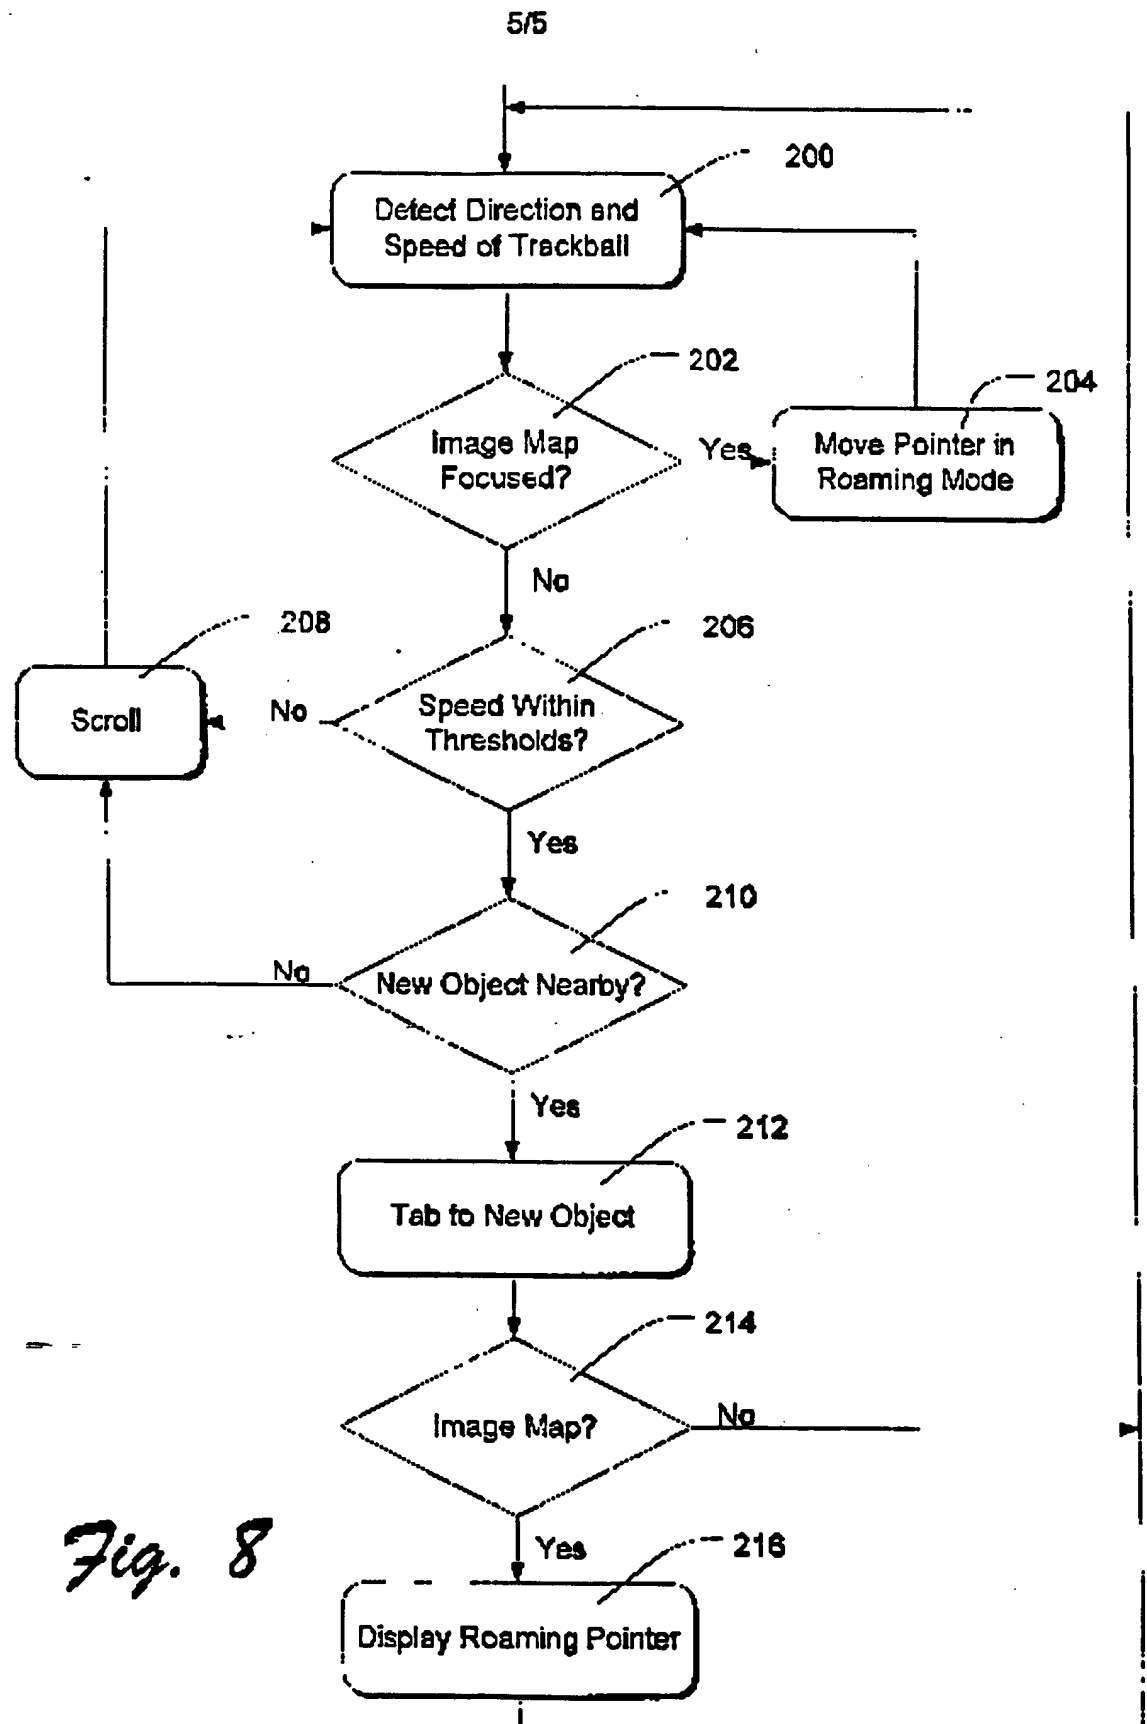 5/5
200
Detect Direction and
Speed of Trackball
202
204
Image Map
Focused?
Yes
Move Pointer in
Roaming Mode
No
208
206
Scroll
No
Speed Within
Thresholds?
Yes
210
No
New Object Nearby?
Yes
212
Tab to New Object
214
Image Map?
No
Fig. 8
Yes
216
Display Roaming Pointer